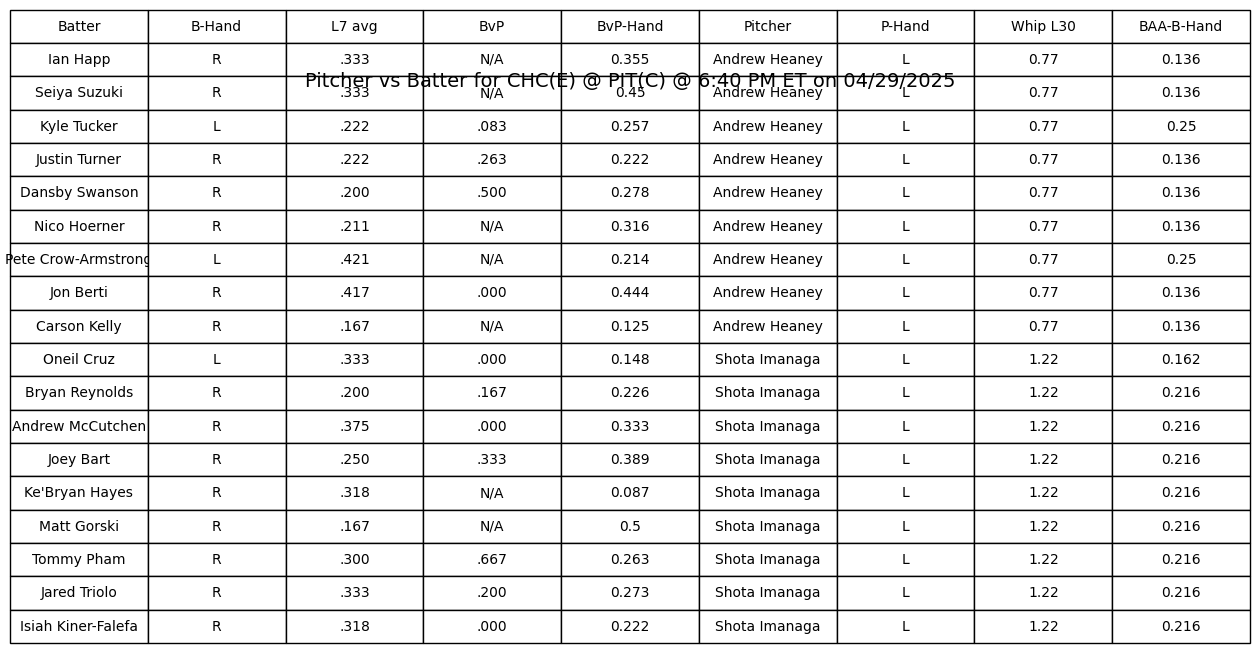 Batter B-Hand L7 avg BvP BvP-Hand Pitcher P-Hand Whip L30 BAA-B-Hand
Ian Happ R .333 N/A 0.355 Andrew Heaney L 0.77 0.136
Pitcher vs Batter for CHC(E) @ PIT(C) @ 6:40 PM ET on 04/29/2025
Seiya Suzuki R .333 N/A 0.45 Andrew Heaney L 0.77 0.136
Kyle Tucker L .222 .083 0.257 Andrew Heaney L 0.77 0.25
Justin Turner R .222 .263 0.222 Andrew Heaney L 0.77 0.136
Dansby Swanson R .200 .500 0.278 Andrew Heaney L 0.77 0.136
Nico Hoerner R .211 N/A 0.316 Andrew Heaney L 0.77 0.136
Pete Crow-Armstrong L .421 N/A 0.214 Andrew Heaney L 0.77 0.25
Jon Berti R .417 .000 0.444 Andrew Heaney L 0.77 0.136
Carson Kelly R .167 N/A 0.125 Andrew Heaney L 0.77 0.136
Oneil Cruz L .333 .000 0.148 Shota Imanaga L 1.22 0.162
Bryan Reynolds R .200 .167 0.226 Shota Imanaga L 1.22 0.216
Andrew McCutchen R .375 .000 0.333 Shota Imanaga L 1.22 0.216
Joey Bart R .250 .333 0.389 Shota Imanaga L 1.22 0.216
Ke'Bryan Hayes R .318 N/A 0.087 Shota Imanaga L 1.22 0.216
Matt Gorski R .167 N/A 0.5 Shota Imanaga L 1.22 0.216
Tommy Pham R .300 .667 0.263 Shota Imanaga L 1.22 0.216
Jared Triolo R .333 .200 0.273 Shota Imanaga L 1.22 0.216
Isiah Kiner-Falefa R .318 .000 0.222 Shota Imanaga L 1.22 0.216